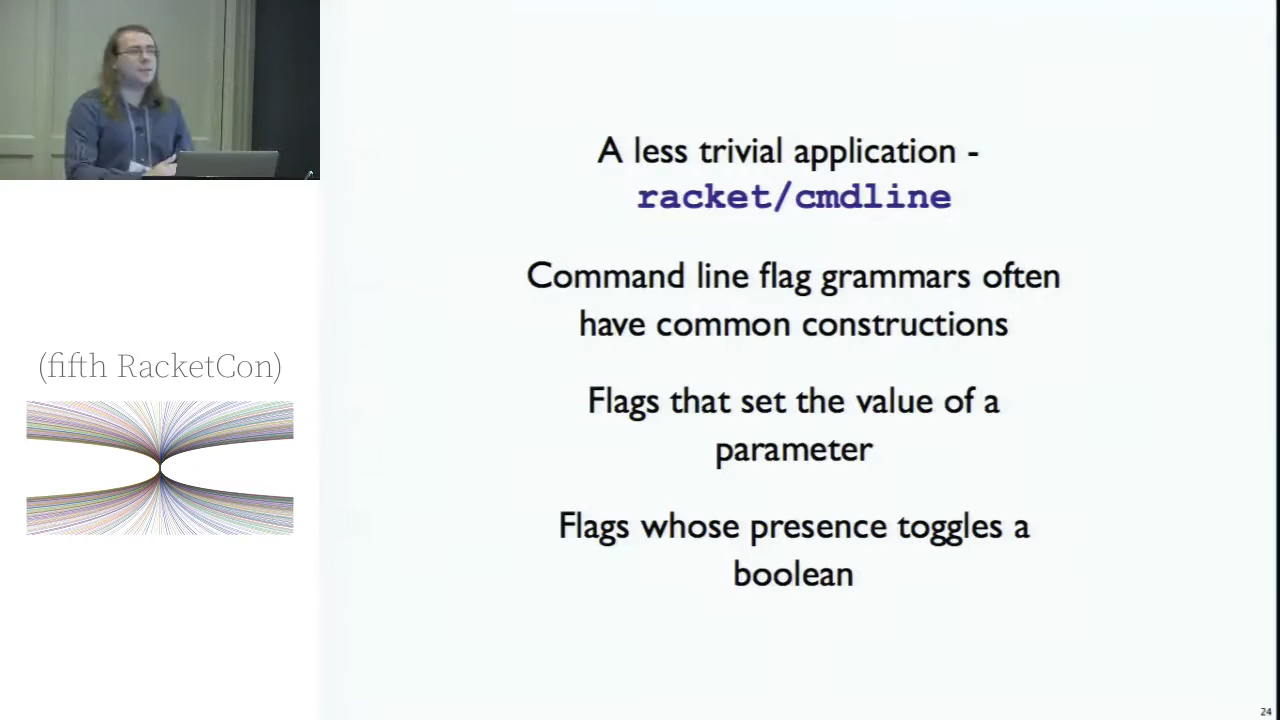 A less trivial application -
racket/cmdline
Command line flag grammars often
have common constructions
Flags that set the value of a
parameter
Flags whose presence toggles a
boolean
(fifth RacketCon)
24